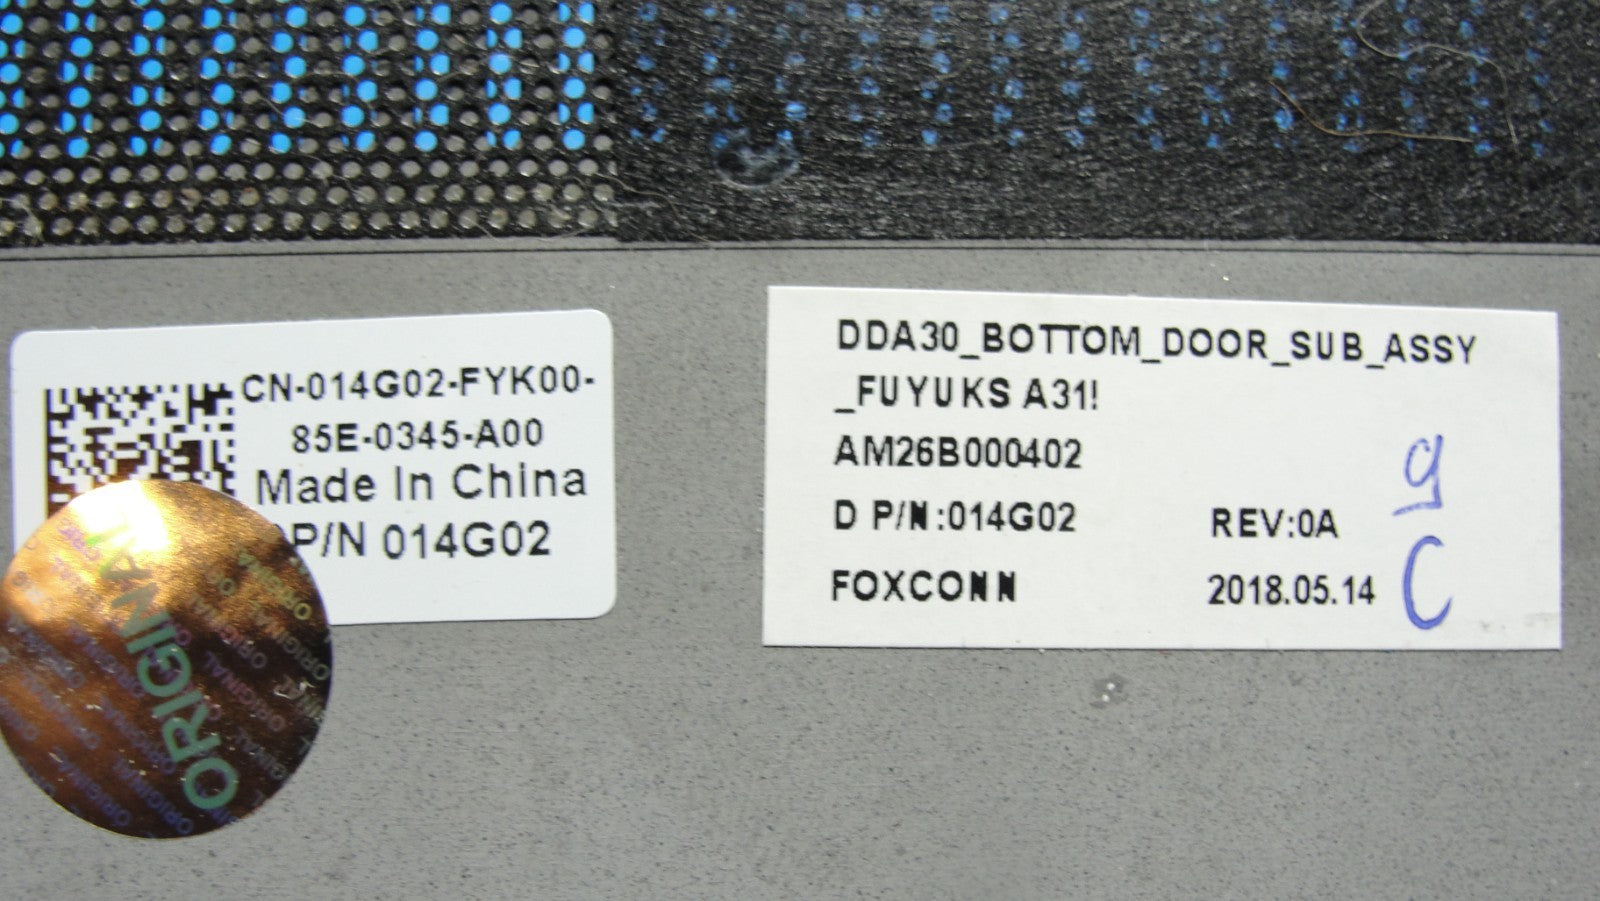 CN-014G02-FYK00-
85E-0345-A00
Made In China
P/N 014G02
ORIGINAL
DDA30_BOTTOM_DOOR_SUB_ASSY
_FUYUKS A31!
AM26B000402
D P/N:014G02 REV:0A
FOXCONN 2018.05.14
C